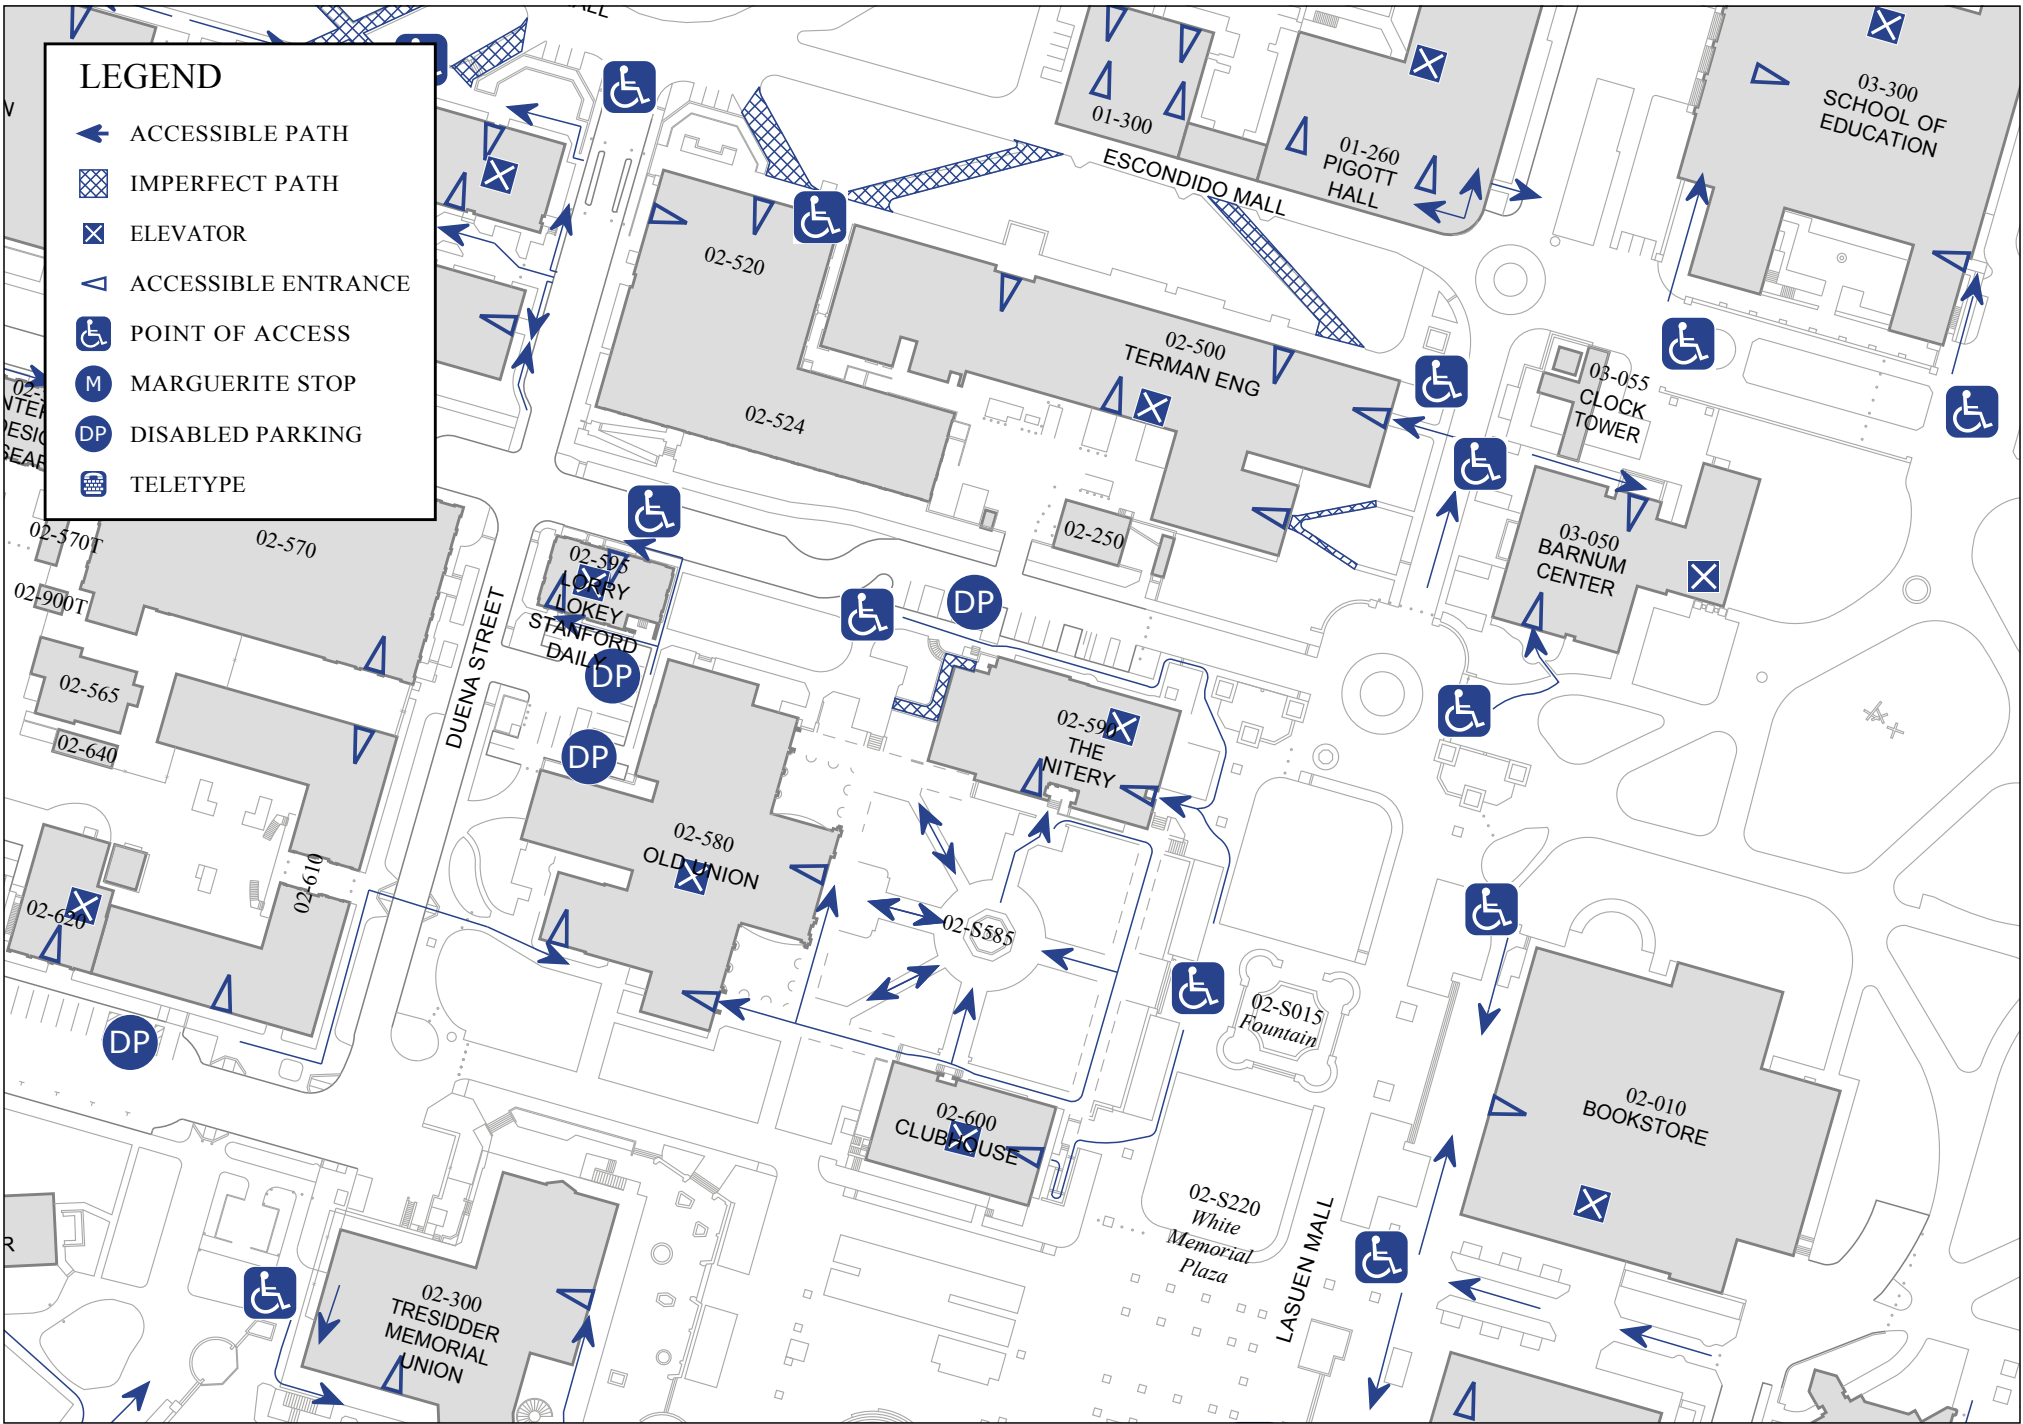 LEGEND
ACCESSIBLE PATH
IMPERFECT PATH
ELEVATOR
ACCESSIBLE ENTRANCE
POINT OF ACCESS
M
MARGUERITE STOP
DP
DISABLED PARKING
TELETYPE
01-300
01-260
PIGOTT
HALL
03-300
SCHOOL OF
EDUCATION
ESCONDIDO MALL
02-520
02-524
02-500
TERMAN ENG
03-055
CLOCK
TOWER
02-250
03-050
BARNUM
CENTER
02-570T
02-570
02-900T
02-595
LORRY
LOKEY
STANFORD
DAILY
DP
DP
DP
DUENA STREET
02-565
02-640
02-590
THE
NITERY
02-580
OLD UNION
02-610
02-620
02-S585
DP
02-S015
Fountain
02-600
CLUBHOUSE
02-010
BOOKSTORE
02-S220
White
Memorial
Plaza
LASUEN MALL
02-300
TRESIDDER
MEMORIAL
UNION
R